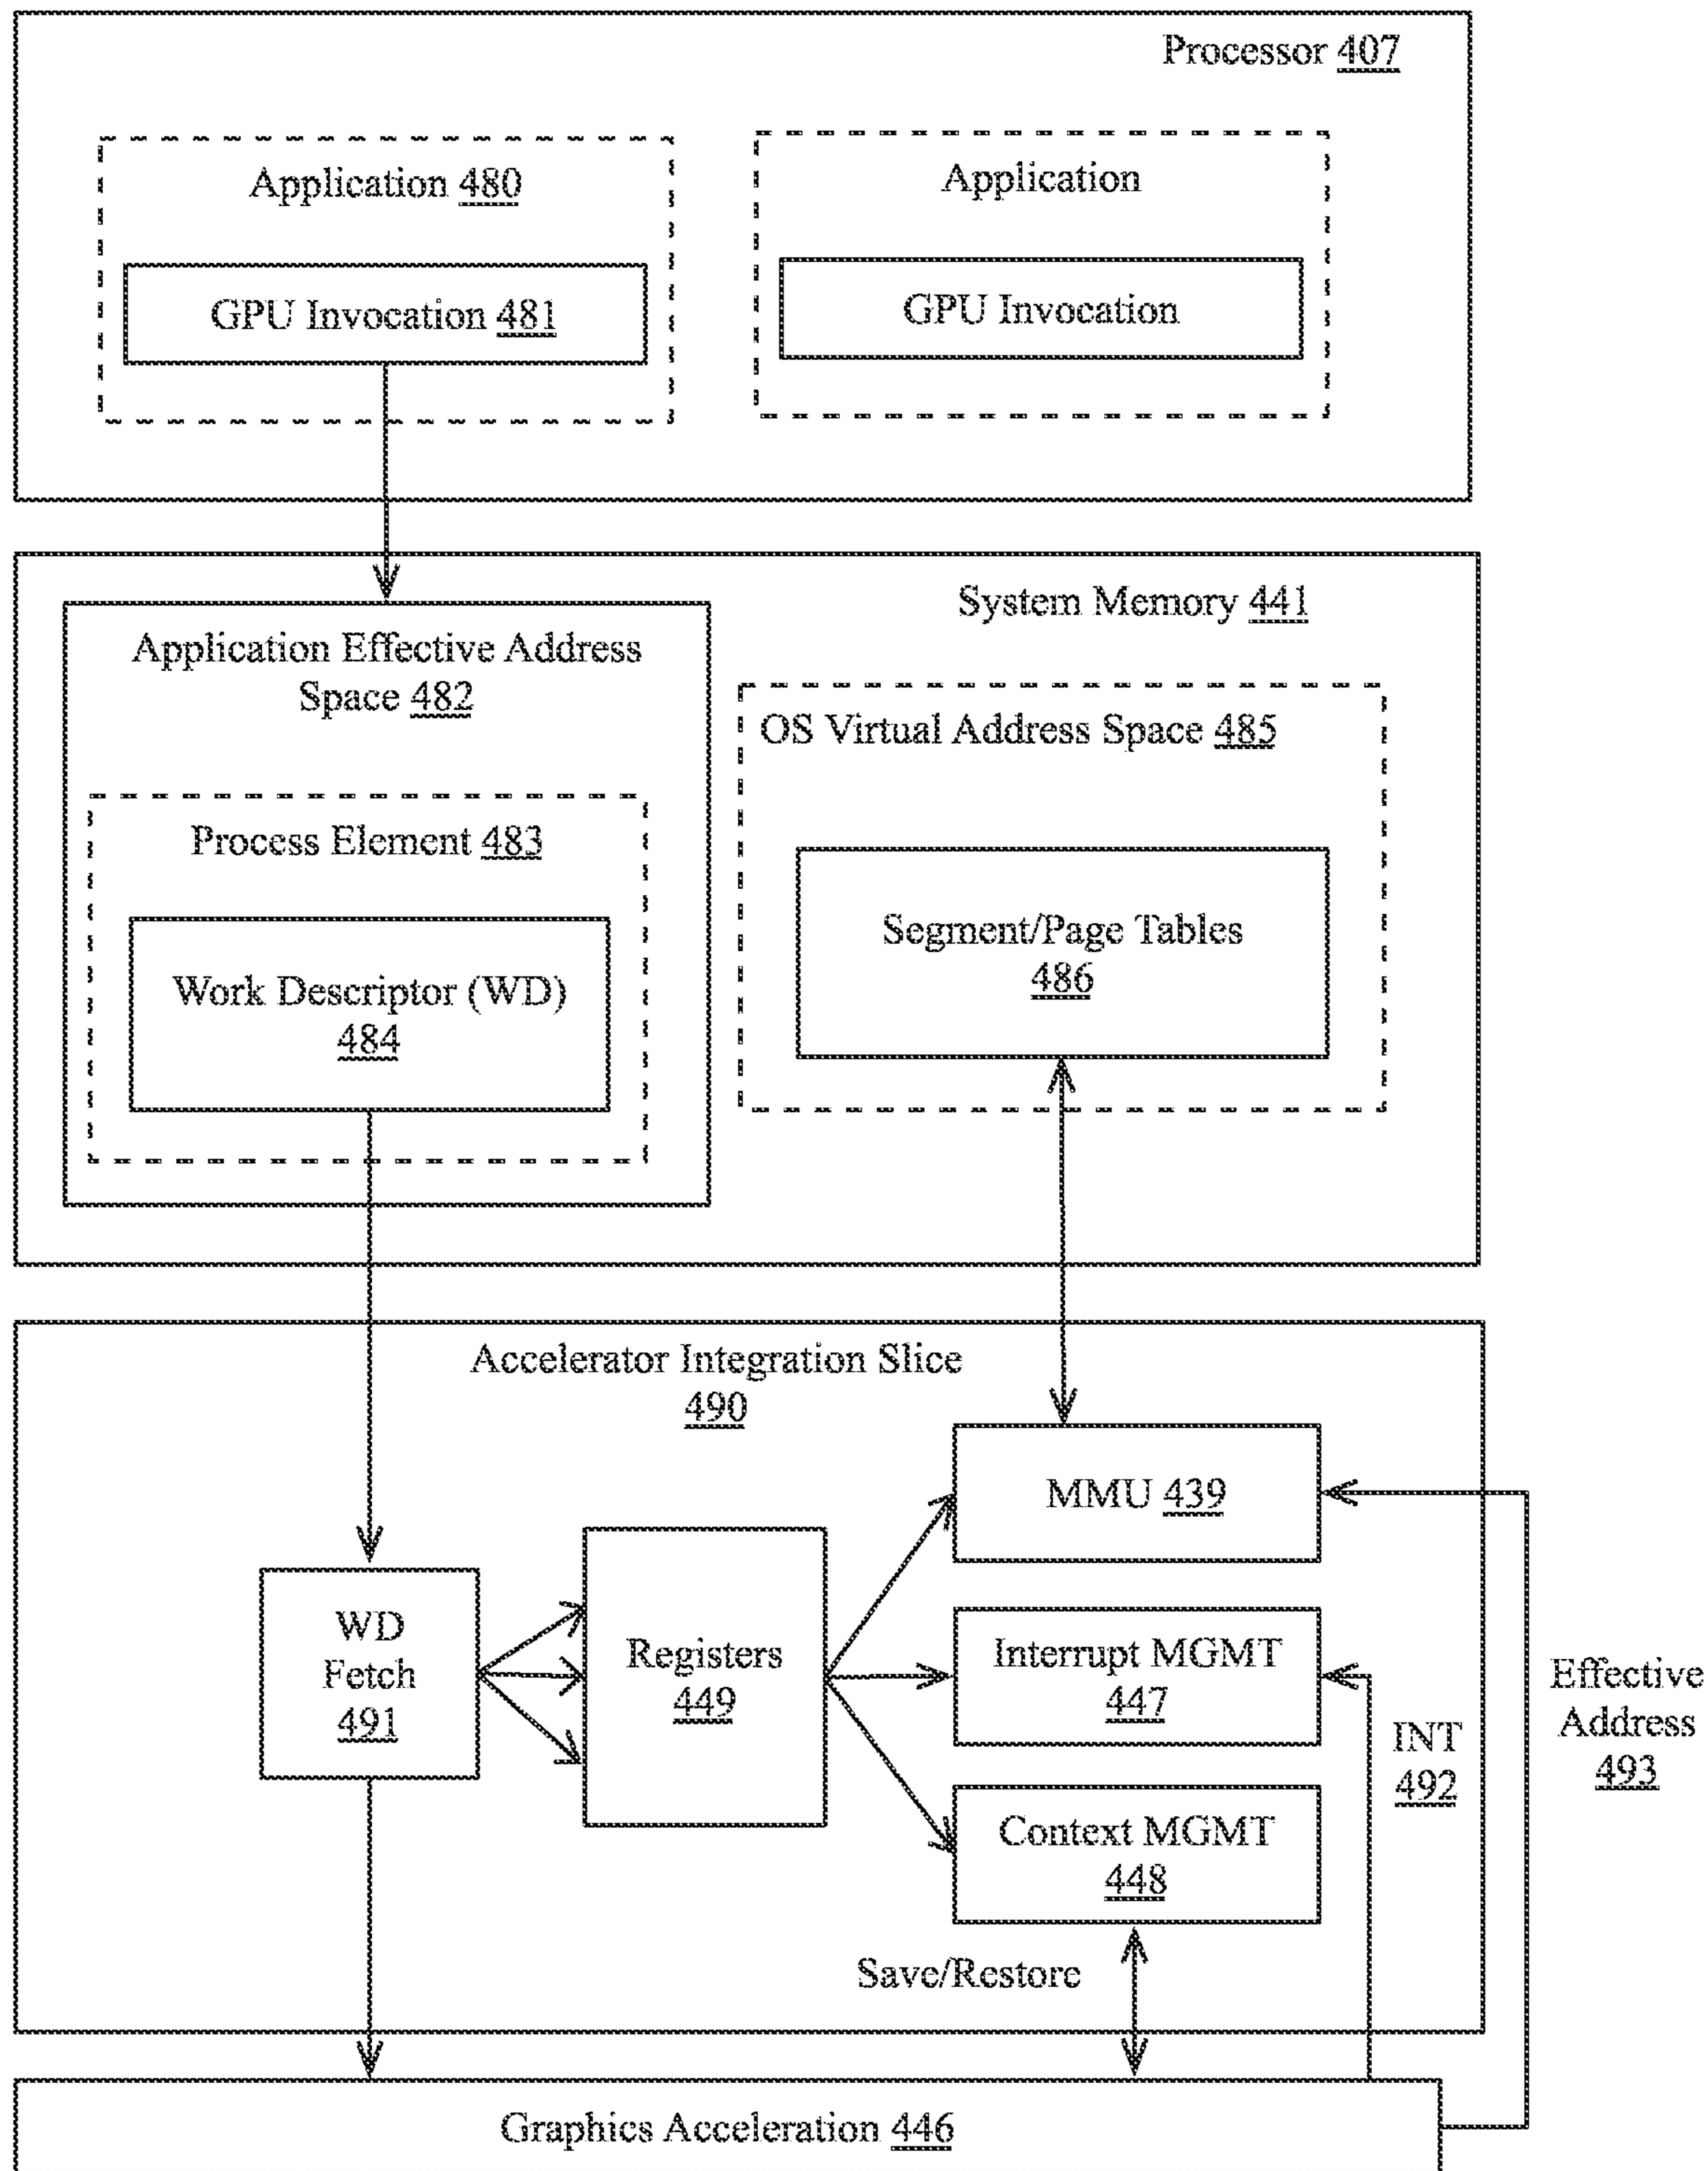 Processor 407
Application 480
Application
GPU Invocation 481
GPU Invocation
System Memory 441
Application Effective Address
Space 482
OS Virtual Address Space 485
Process Element 483
Segment/Page Tables
486
Work Descriptor (WD)
484
Accelerator Integration Slice
490
MMU 439
WD
Fetch
491
Registers
449
Interrupt MGMT
447
Effective
Address
493
INT
492
Context MGMT
448
Save/Restore
Graphics Acceleration 446